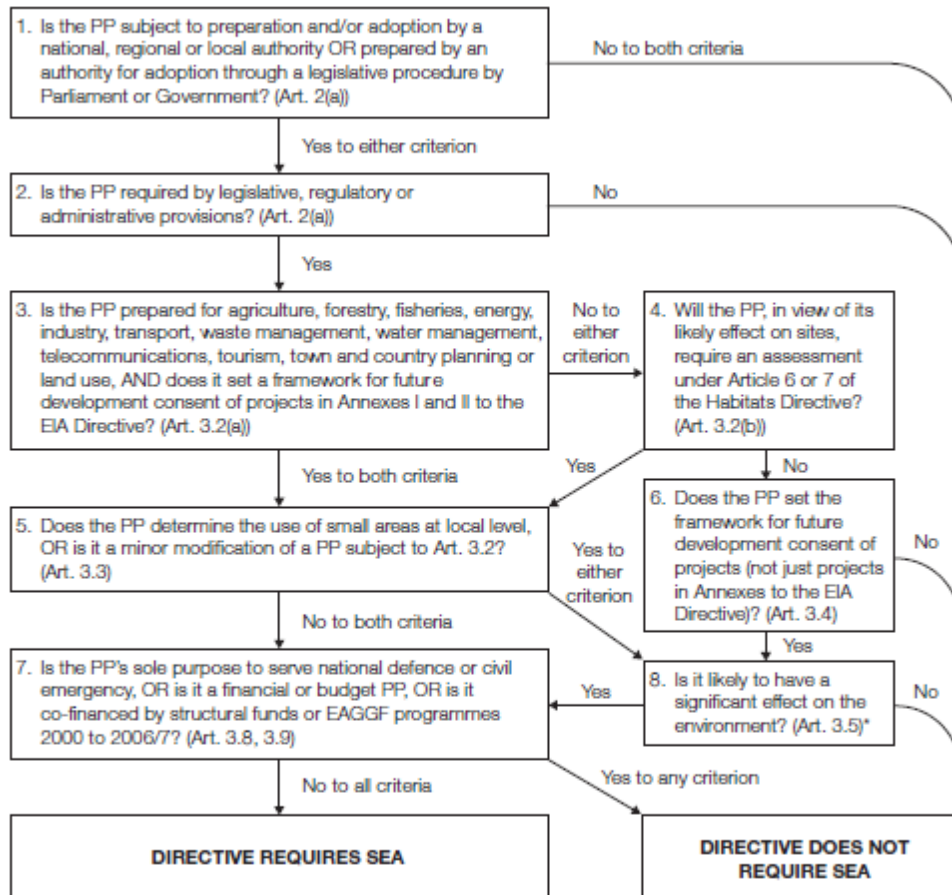 1. Is the PP subject to preparation and/or adoption by a
national, regional or local authority OR prepared by an
authority for adoption through a legislative procedure by
Parliament or Government? (Art. 2(a))
No to both criteria
Yes to either criterion
2. Is the PP required by legislative, regulatory or
administrative provisions? (Art. 2(a))
No
Yes
3. Is the PP prepared for agriculture, forestry, fisheries, energy,
industry, transport, waste management, water management,
telecommunications, tourism, town and country planning or
land use, AND does it set a framework for future
development consent of projects in Annexes I and II to the
EIA Directive? (Art. 3.2(a))
No to
either
criterion
4. Will the PP, in view of its
likely effect on sites,
require an assessment
under Article 6 or 7 of
the Habitats Directive?
(Art. 3.2(b))
Yes to both criteria
Yes
No
5. Does the PP determine the use of small areas at local level,
OR is it a minor modification of a PP subject to Art. 3.2?
(Art. 3.3)
Yes to
either
criterion
6. Does the PP set the
framework for future
development consent of
projects (not just projects
in Annexes to the EIA
Directive)? (Art. 3.4)
No
No to both criteria
Yes
7. Is the PP's sole purpose to serve national defence or civil
emergency, OR is it a financial or budget PP, OR is it
co-financed by structural funds or EAGGF programmes
2000 to 2006/7? (Art. 3.8, 3.9)
Yes
8. Is it likely to have a
significant effect on the
environment? (Art. 3.5)*
No
No to all criteria
Yes to any criterion
DIRECTIVE REQUIRES SEA
DIRECTIVE DOES NOT
REQUIRE SEA